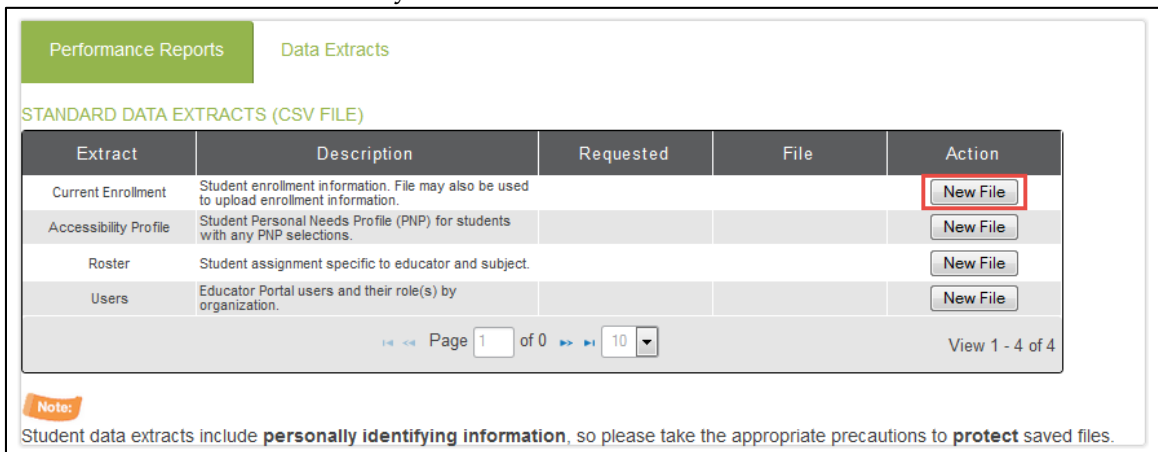 Performance Reports Data Extracts
STANDARD DATA EXTRACTS (CSV FILE)
Extract Description Requested File Action
Current Enrollment Student enrollment information. File may also be used
to upload enrollment information. New File
Accessibility Profile Student Personal Needs Profile (PNP) for students
with any PNP selections. New File
Roster Student assignment specific to educator and subject. New File
Users Educator Portal users and their role(s) by
organization. New File
Page 1 of 0 10 View 1 - 4 of 4
Note:
Student data extracts include personally identifying information, so please take the appropriate precautions to protect saved files.